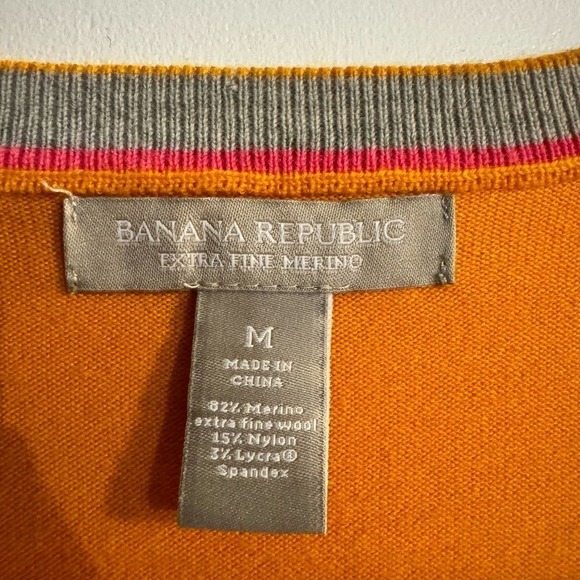 BANANA REPUBLIC
EXTRA FINE MERINO
M
MADE IN
CHINA
82% Merino
extra fine wool
15% Nylon
3% Lycra®
Spandex